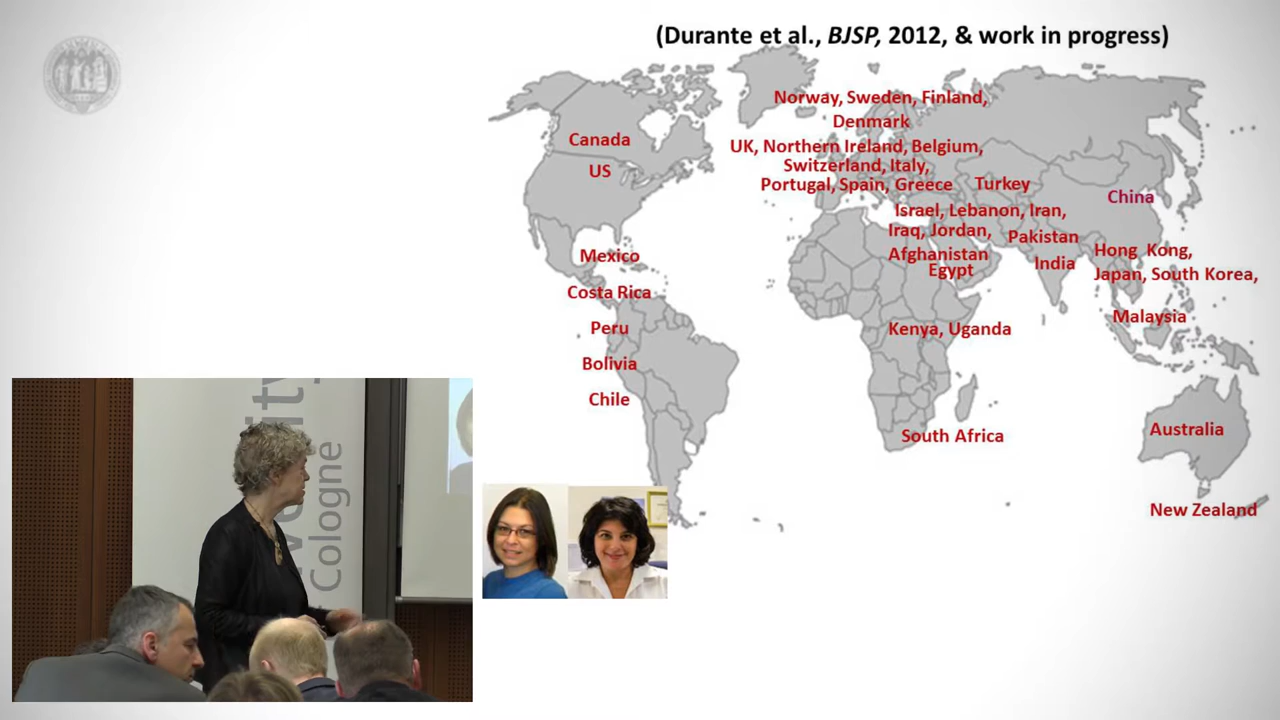 (Durante et al., BJSP, 2012, & work in progress)
Norway, Sweden, Finland,
Denmark
Canada
UK, Northern Ireland, Belgium,
Switzerland, Italy,
US
Portugal, Spain, Greece
Turkey
China
Israel, Lebanon, Iran,
Iraq, Jordan,
Pakistan
Afghanistan
Egypt
India
Hong Kong,
Japan, South Korea,
Mexico
Costa Rica
Malaysia
Peru
Kenya, Uganda
Bolivia
Chile
Australia
South Africa
New Zealand
Cologne